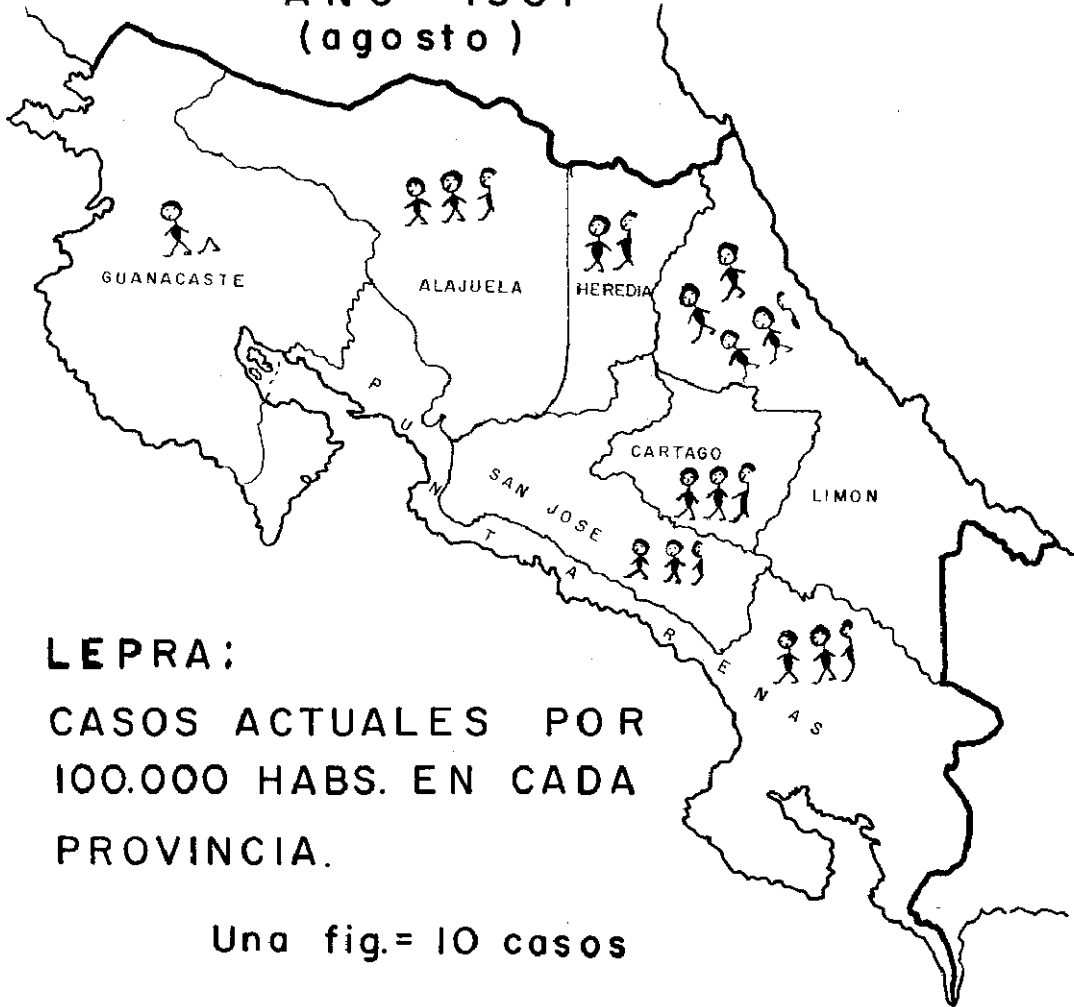 (agosto)
GUANACASTE
ALAJUELA
HEREDIA
CARTAGO
LIMON
SAN JOSE
PUNTARENAS
LEPRA:
CASOS ACTUALES POR
100.000 HABS. EN CADA
PROVINCIA.
Una fig.= 10 casos